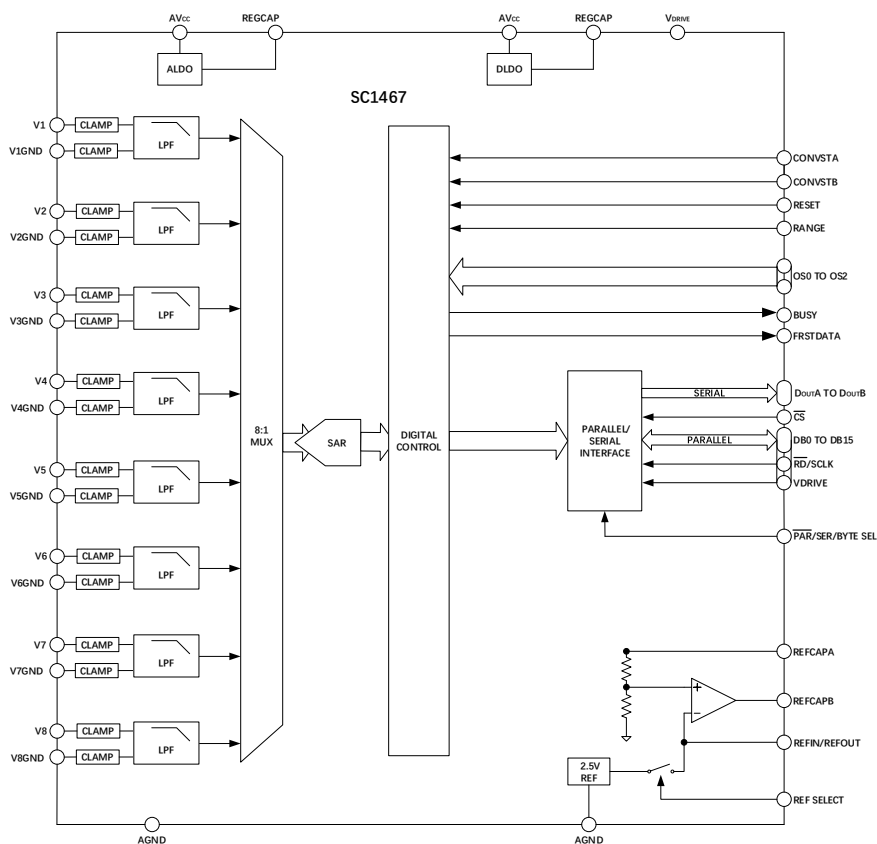 AVCC
REGCAP
AVCC
REGCAP
VDRIVE
ALDO
DLDO
SC1467
V1
CLAMP
LPF
V1GND
CLAMP
V2
CLAMP
LPF
V2GND
CLAMP
V3
CLAMP
LPF
V3GND
CLAMP
V4
CLAMP
LPF
V4GND
CLAMP
V5
CLAMP
LPF
V5GND
CLAMP
V6
CLAMP
LPF
V6GND
CLAMP
V7
CLAMP
LPF
V7GND
CLAMP
V8
CLAMP
LPF
V8GND
CLAMP
8:1
MUX
SAR
DIGITAL
CONTROL
CONVSTA
CONVSTB
RESET
RANGE
OS0 TO OS2
BUSY
FRSTDATA
PARALLEL/
SERIAL
INTERFACE
SERIAL
DOUTA TO DOUTB
CS
PARALLEL
DB0 TO DB15
RD/SCLK
VDRIVE
PAR/SER/BYTE SEL
REFCAPA
+
−
REFCAPB
REFIN/REFOUT
2.5V
REF
REF SELECT
AGND
AGND